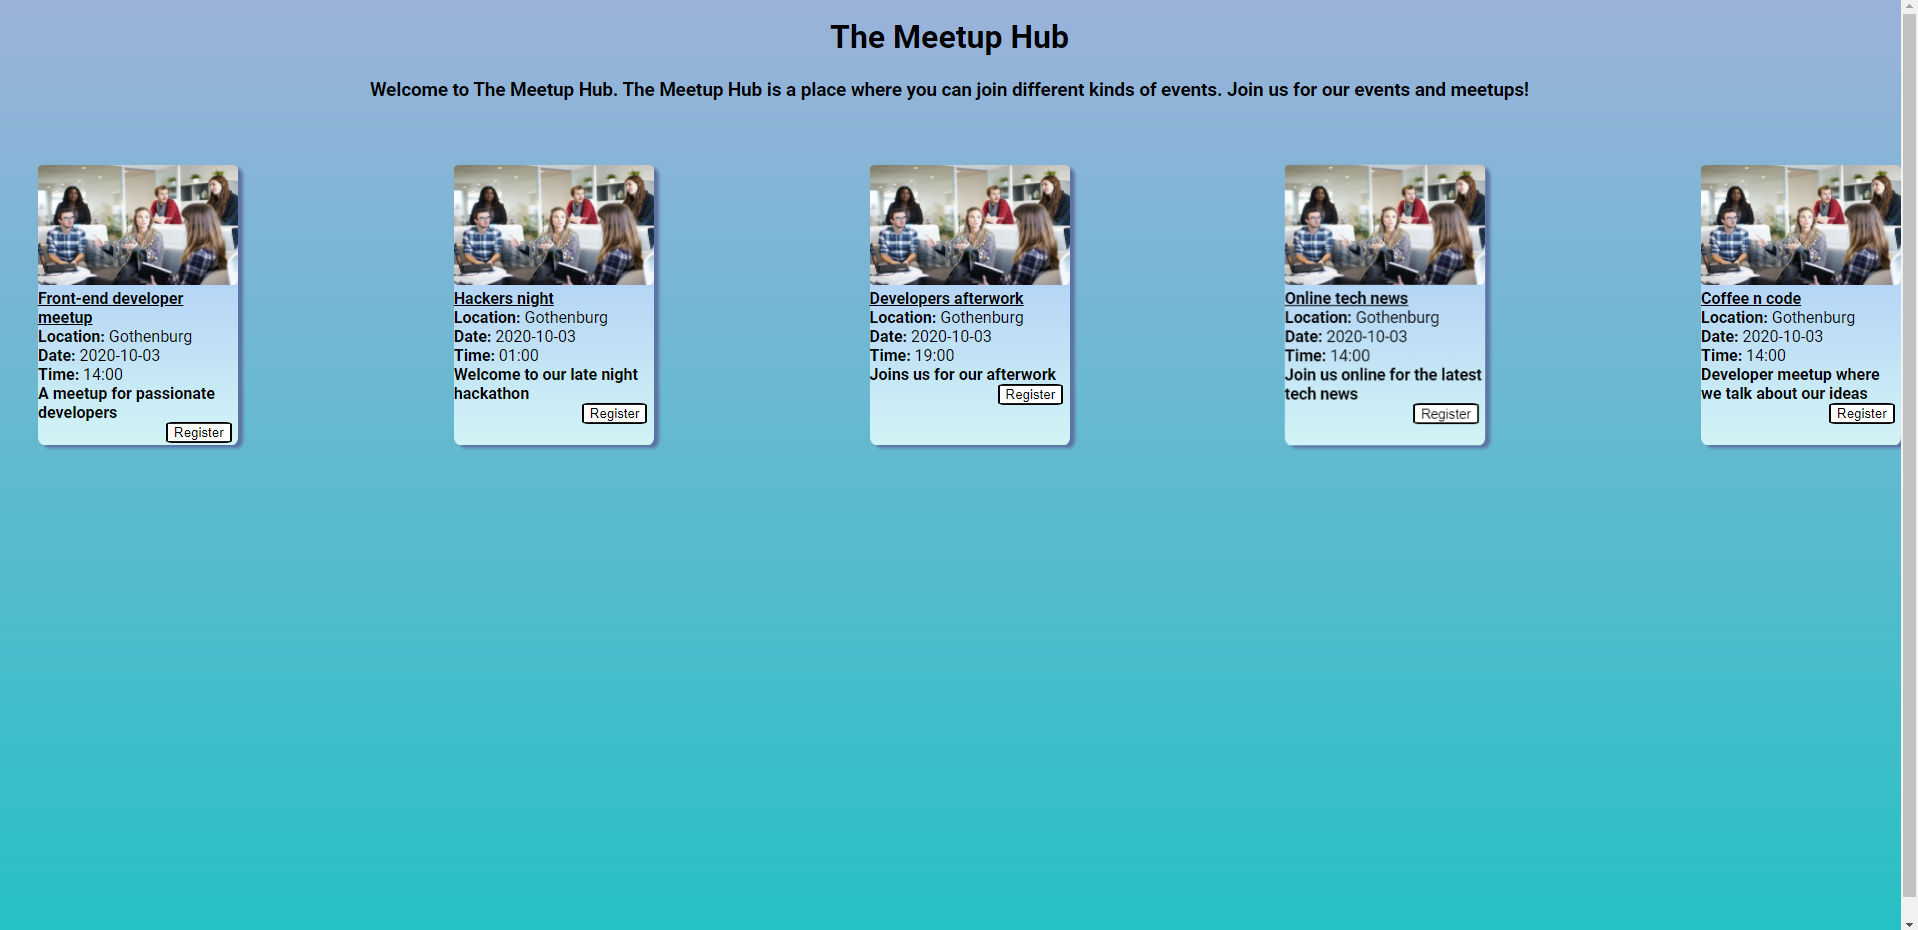 The Meetup Hub
Welcome to The Meetup Hub. The Meetup Hub is a place where you can join different kinds of events. Join us for our events and meetups!
Front-end developer
meetup
Location: Gothenburg
Date: 2020-10-03
Time: 14:00
A meetup for passionate
developers
Register
Hackers night
Location: Gothenburg
Date: 2020-10-03
Time: 01:00
Welcome to our late night
hackathon
Register
Developers afterwork
Location: Gothenburg
Date: 2020-10-03
Time: 19:00
Joins us for our afterwork
Register
Online tech news
Location: Gothenburg
Date: 2020-10-03
Time: 14:00
Join us online for the latest
tech news
Register
Coffee n code
Location: Gothenburg
Date: 2020-10-03
Time: 14:00
Developer meetup where
we talk about our ideas
Register